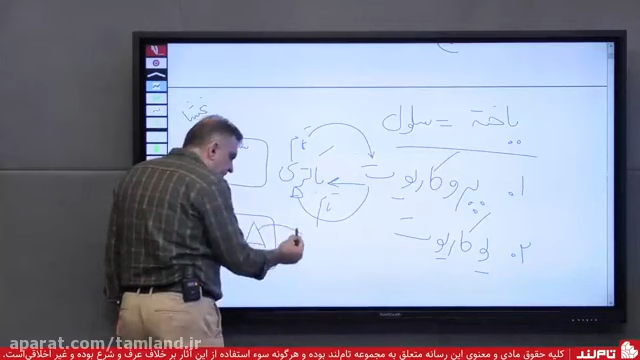 یاخته = سلول
۱. پروکاریوت
باکتری
۲. یوکاریوت
غشا
aparat.com/tamland.ir
کلیه حقوق مادی و معنوی این رسانه متعلق به مجموعه تام‌لند بوده و هرگونه سوء استفاده از این آثار بر خلاف عرف و شرع بوده و غیر اخلاقی‌است.
تام‌لند